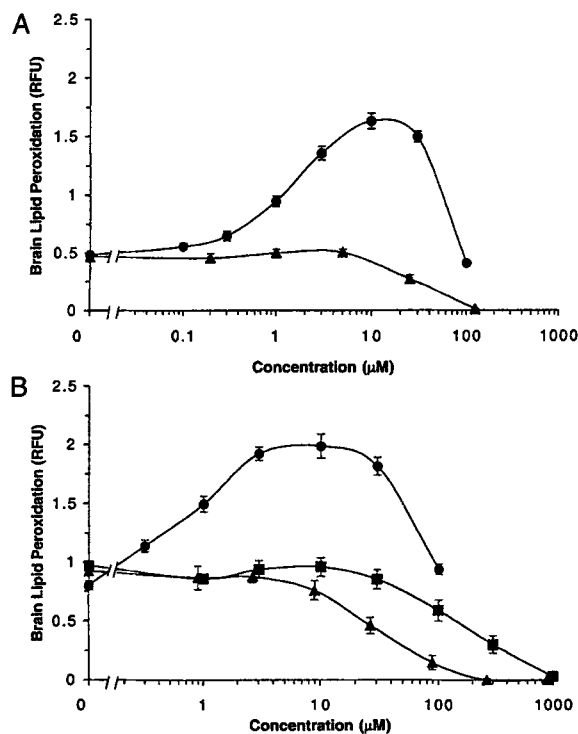 A
Brain Lipid Peroxidation (RFU)
2.5
2
1.5
1
0.5
0
0 0.1 1 10 100 1000
Concentration (μM)
B
Brain Lipid Peroxidation (RFU)
2.5
2
1.5
1
0.5
0
0 1 10 100 1000
Concentration (μM)